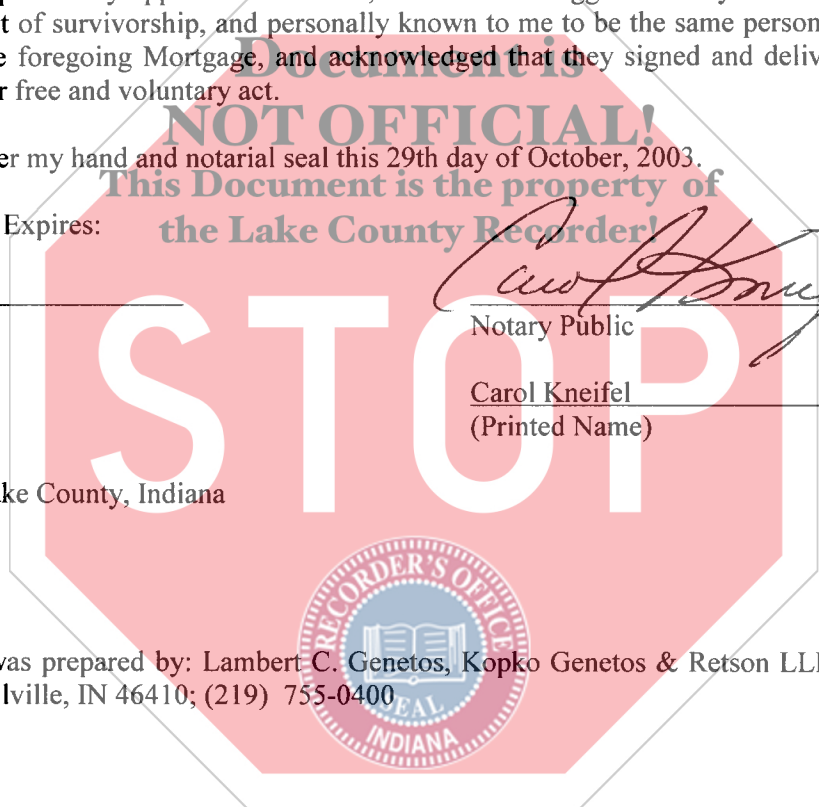 t of survivorship, and personally known to me to be the same person
e foregoing Mortgage, and acknowledged that they signed and deliv
r free and voluntary act.
Document is
NOT OFFICIAL!
er my hand and notarial seal this 29th day of October, 2003.
This Document is the property of
the Lake County Recorder!
Expires:
Notary Public
Carol Kneifel
(Printed Name)
STOP
ke County, Indiana
RECORDER'S OFFICE
SEAL
INDIANA
was prepared by: Lambert C. Genetos, Kopko Genetos & Retson LLP
lville, IN 46410; (219) 755-0400